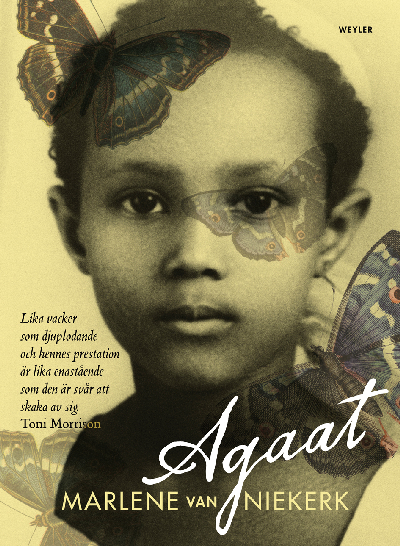 WEYLER
Lika vacker
som djuplodande
och hennes prestation
är lika enastående
som den är svår att
skaka av sig
Toni Morrison
Agaat
MARLENE VAN NIEKERK